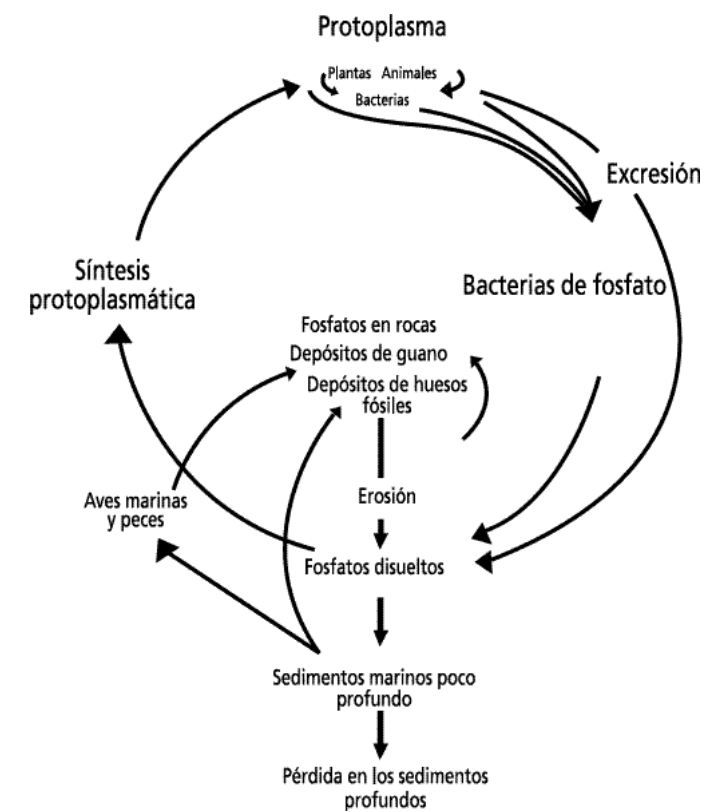 Protoplasma
Plantas Animales
Bacterias
Excresión
Síntesis
protoplasmática
Bacterias de fosfato
Fosfatos en rocas
Depósitos de guano
Depósitos de huesos
fósiles
Erosión
Aves marinas
y peces
Fosfatos disueltos
Sedimentos marinos poco
profundo
Pérdida en los sedimentos
profundos